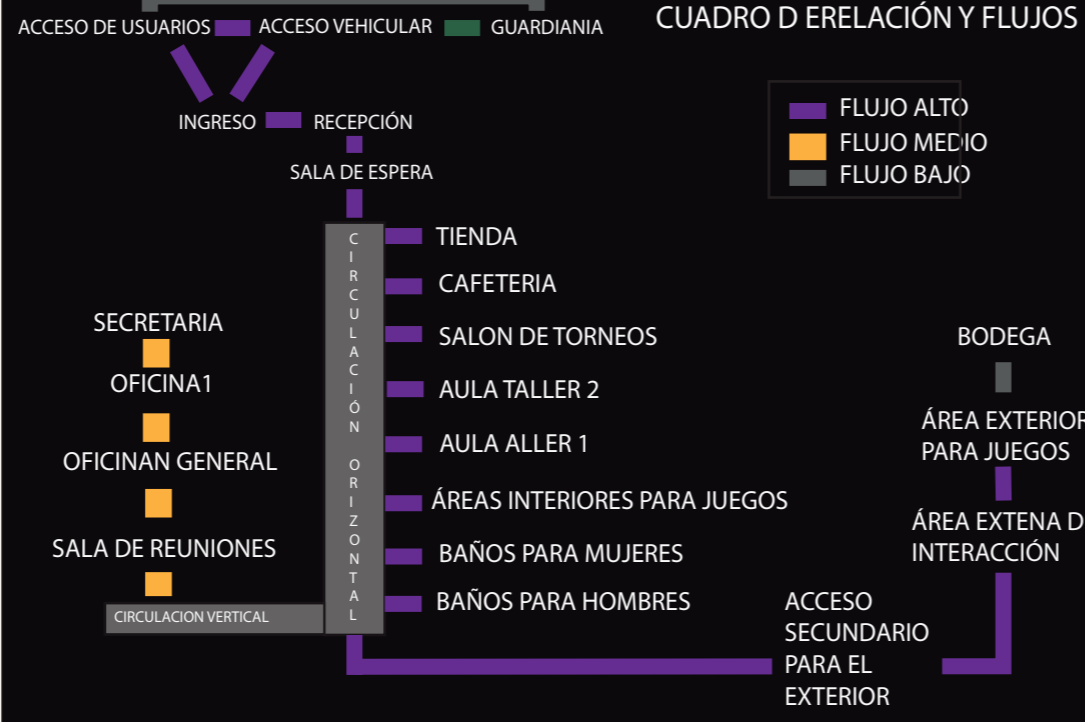 CUADRO D ERELACIÓN Y FLUJOS
ACCESO DE USUARIOS
ACCESO VEHICULAR
GUARDIANIA
FLUJO ALTO
FLUJO MEDIO
FLUJO BAJO
INGRESO
RECEPCIÓN
SALA DE ESPERA
CIRCULACIÓN ORIZONTAL
TIENDA
CAFETERIA
SALON DE TORNEOS
AULA TALLER 2
AULA ALLER 1
ÁREAS INTERIORES PARA JUEGOS
BAÑOS PARA MUJERES
BAÑOS PARA HOMBRES
SECRETARIA
OFICINA1
OFICINAN GENERAL
SALA DE REUNIONES
CIRCULACION VERTICAL
BODEGA
ÁREA EXTERIOR
PARA JUEGOS
ÁREA EXTENA D
INTERACCIÓN
ACCESO
SECUNDARIO
PARA EL
EXTERIOR